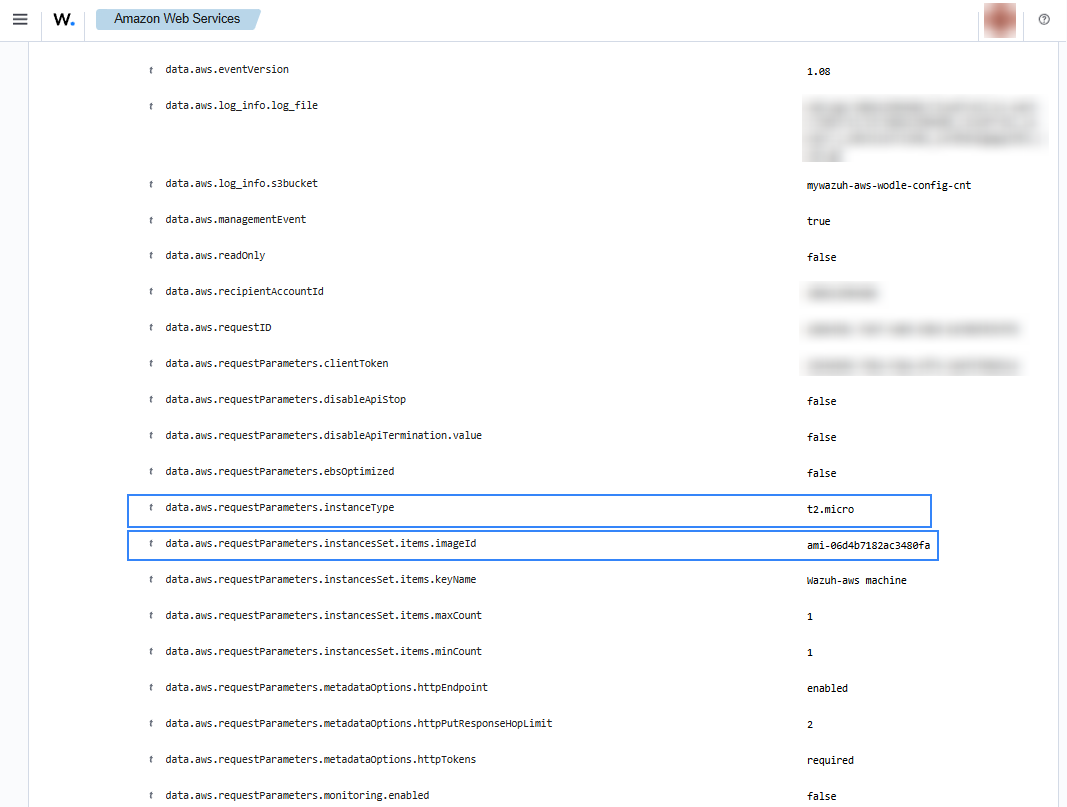 W.
Amazon Web Services
t data.aws.eventVersion 1.08
t data.aws.log_info.log_file
t data.aws.log_info.s3bucket mywazuh-aws-wodle-config-cnt
t data.aws.managementEvent true
t data.aws.readOnly false
t data.aws.recipientAccountId
t data.aws.requestID
t data.aws.requestParameters.clientToken
t data.aws.requestParameters.disableApiStop false
t data.aws.requestParameters.disableApiTermination.value false
t data.aws.requestParameters.ebsOptimized false
t data.aws.requestParameters.instanceType t2.micro
t data.aws.requestParameters.instancesSet.items.imageId ami-06d4b7182ac3480fa
t data.aws.requestParameters.instancesSet.items.keyName Wazuh-aws machine
t data.aws.requestParameters.instancesSet.items.maxCount 1
t data.aws.requestParameters.instancesSet.items.minCount 1
t data.aws.requestParameters.metadataOptions.httpEndpoint enabled
t data.aws.requestParameters.metadataOptions.httpPutResponseHopLimit 2
t data.aws.requestParameters.metadataOptions.httpTokens required
t data.aws.requestParameters.monitoring.enabled false